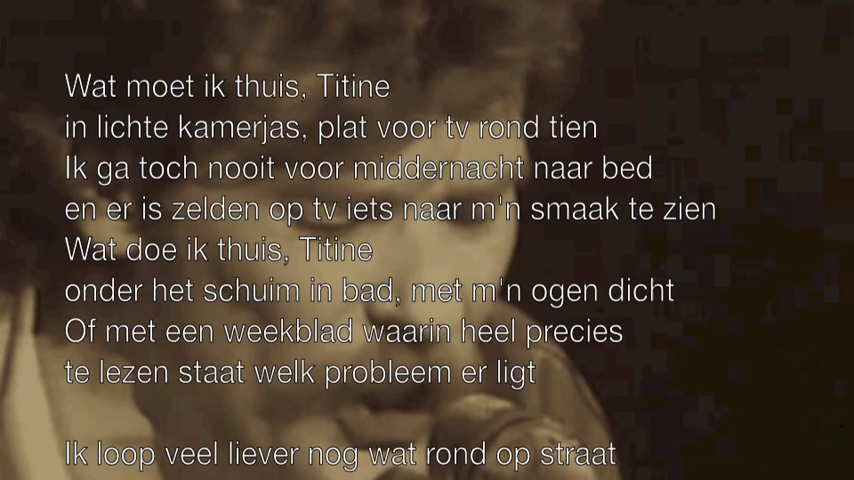 Wat moet ik thuis, Titine
in lichte kamerjas, plat voor tv rond tien
Ik ga toch nooit voor middernacht naar bed
en er is zelden op tv iets naar m'n smaak te zien
Wat doe ik thuis, Titine
onder het schuim in bad, met m'n ogen dicht
Of met een weekblad waarin heel precies
te lezen staat welk probleem er ligt
Ik loop veel liever nog wat rond op straat